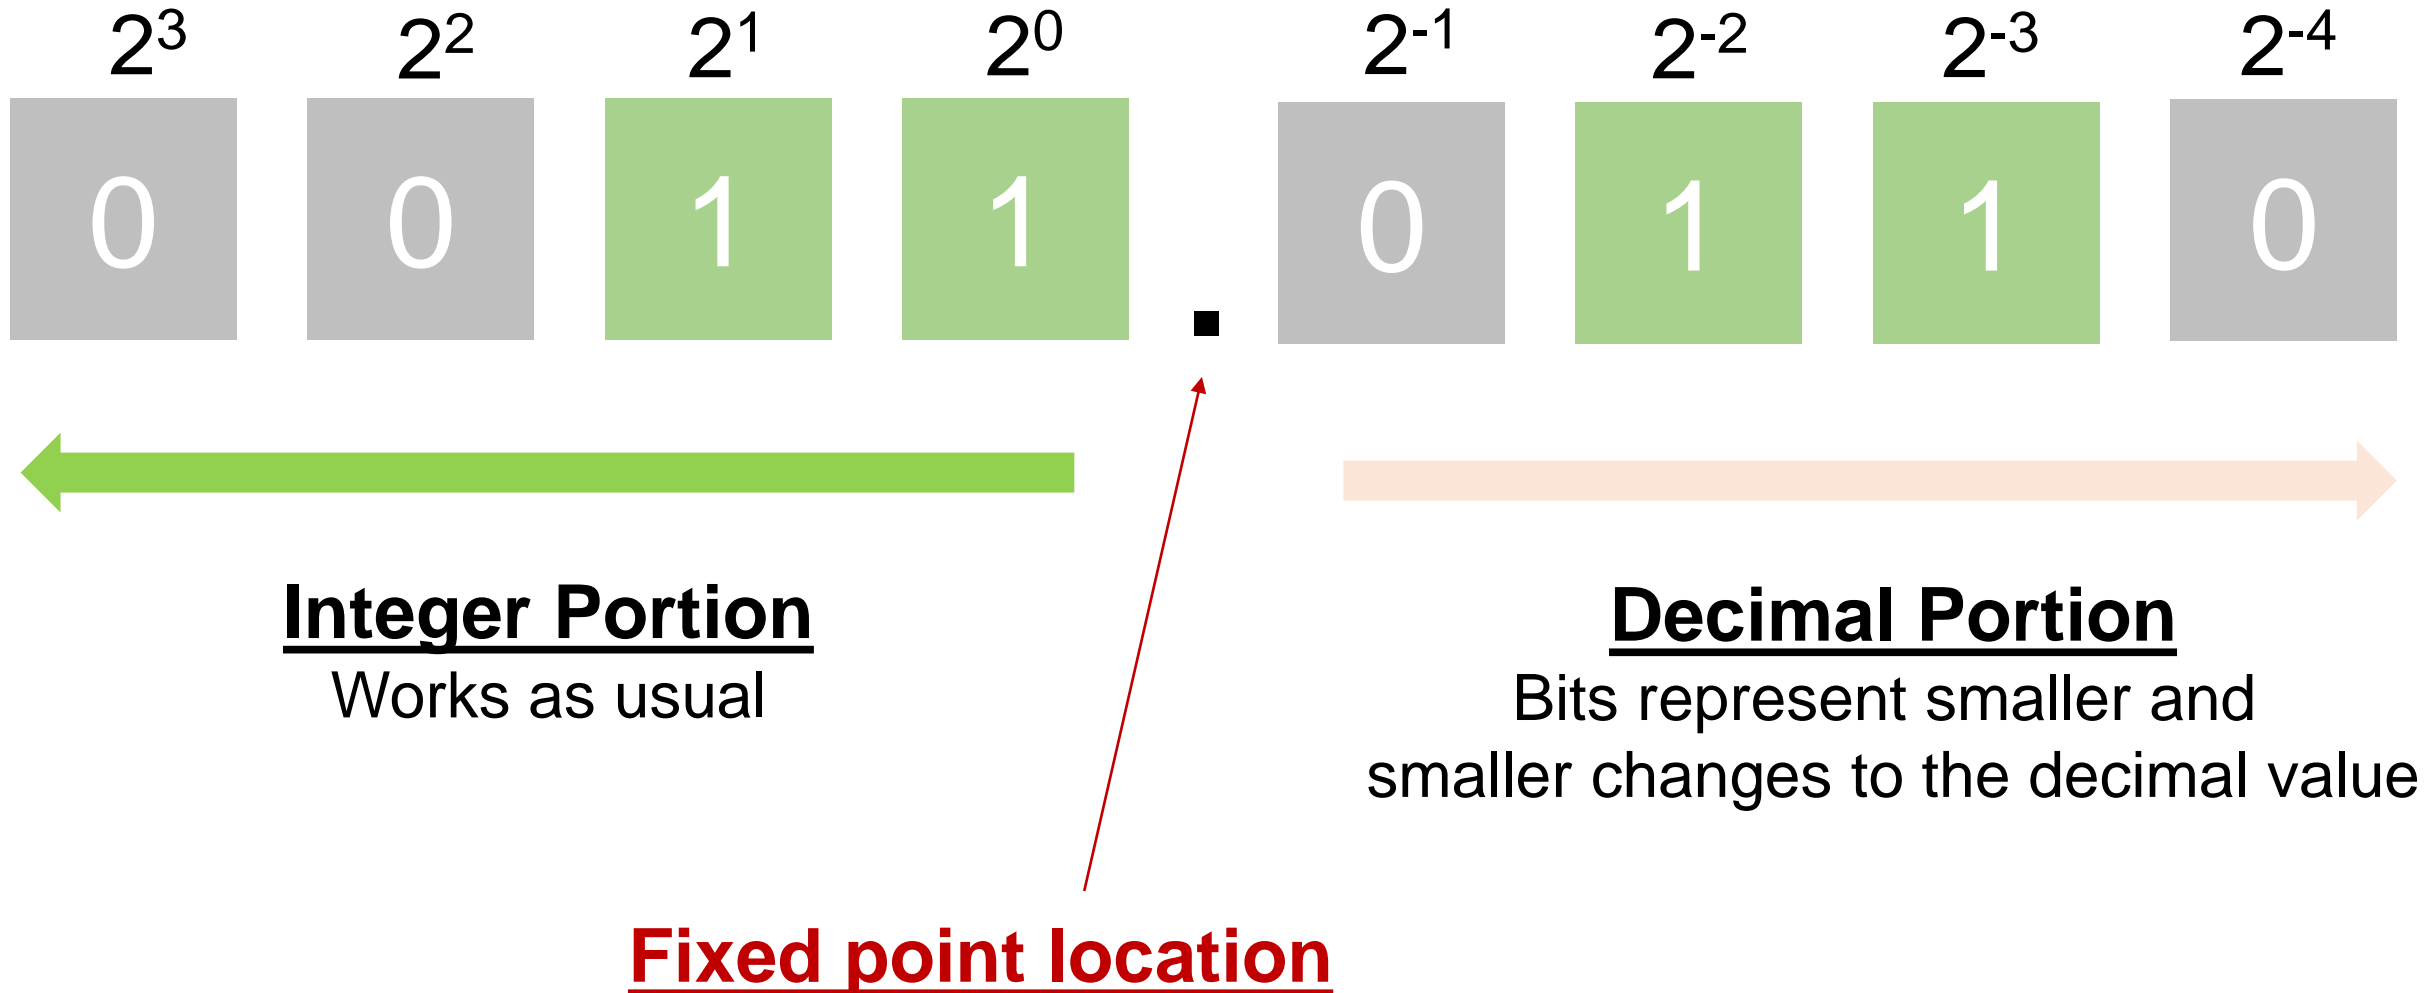 2³ 2² 2¹ 2⁰ 2⁻¹ 2⁻² 2⁻³ 2⁻⁴
0 0 1 1 . 0 1 1 0
Integer Portion
Works as usual
Decimal Portion
Bits represent smaller and
smaller changes to the decimal value
Fixed point location